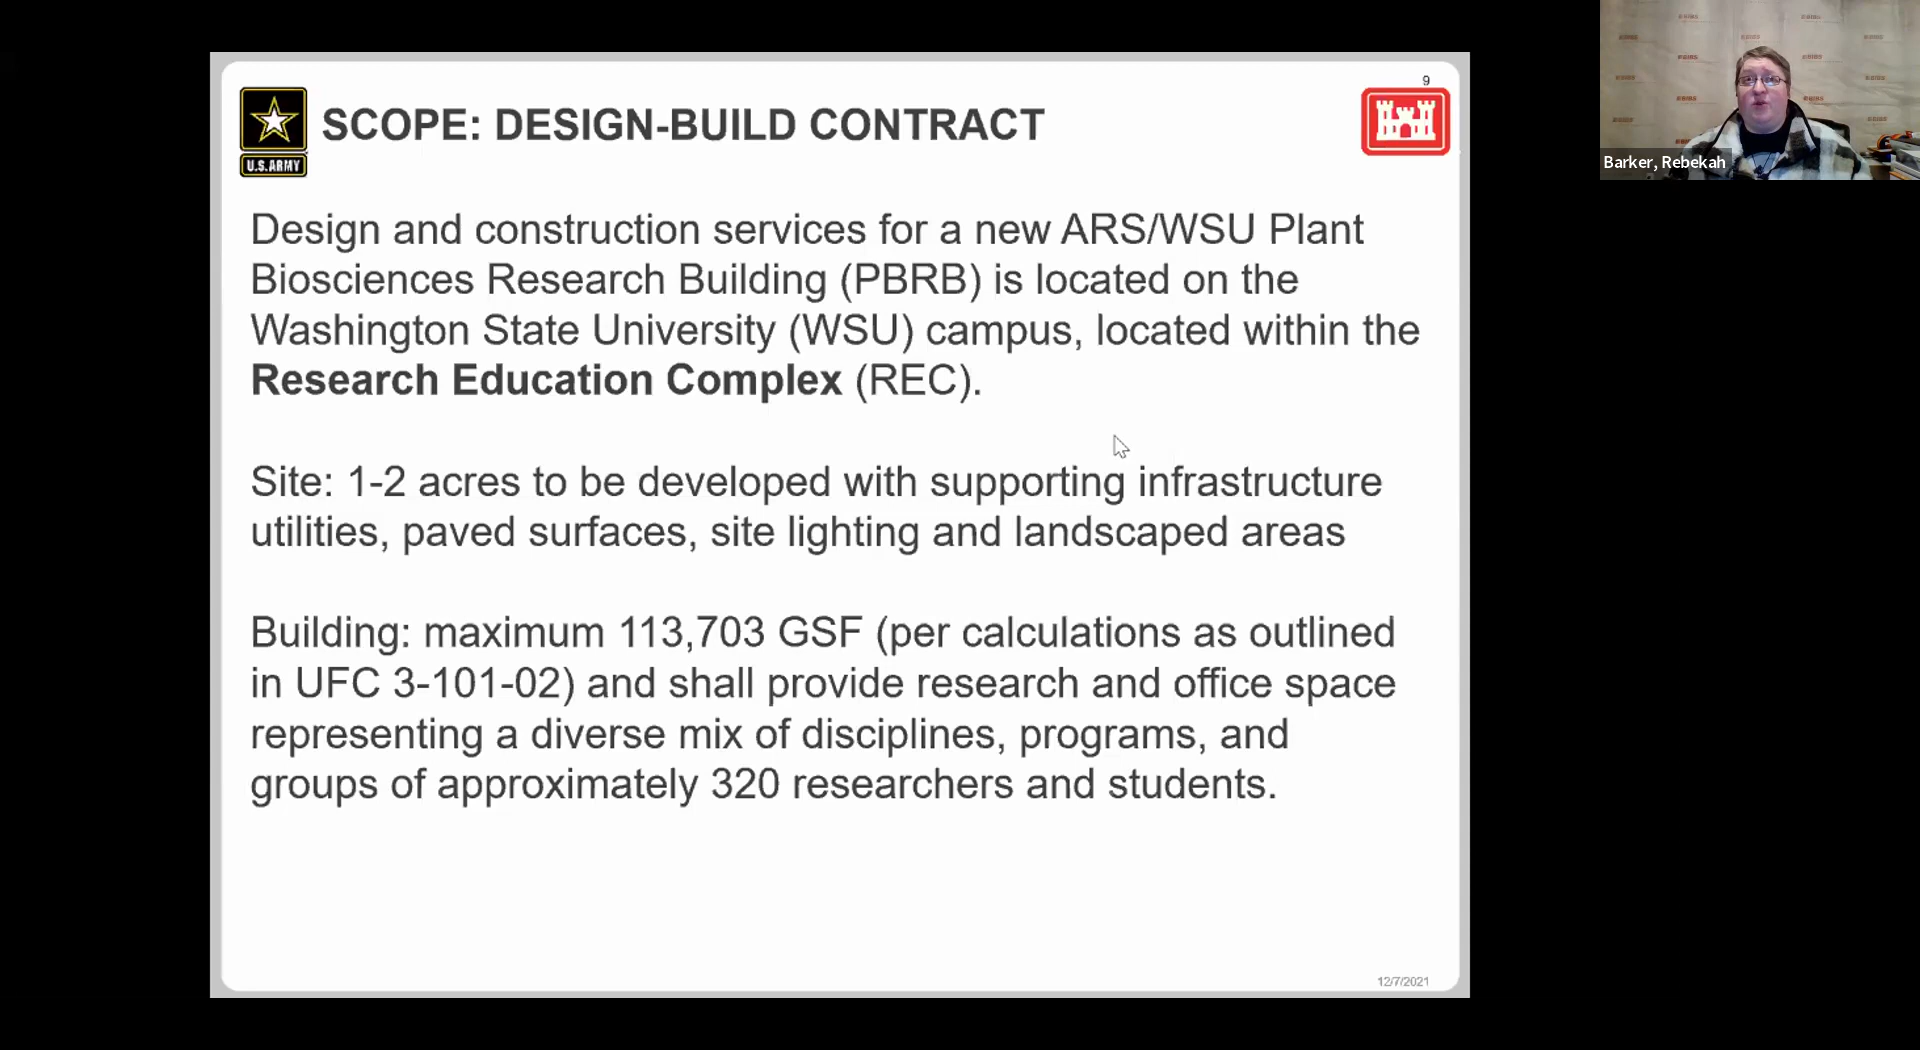 9
U.S.ARMY
SCOPE: DESIGN-BUILD CONTRACT
Design and construction services for a new ARS/WSU Plant
Biosciences Research Building (PBRB) is located on the
Washington State University (WSU) campus, located within the
Research Education Complex (REC).
Site: 1-2 acres to be developed with supporting infrastructure
utilities, paved surfaces, site lighting and landscaped areas
Building: maximum 113,703 GSF (per calculations as outlined
in UFC 3-101-02) and shall provide research and office space
representing a diverse mix of disciplines, programs, and
groups of approximately 320 researchers and students.
12/7/2021
Barker, Rebekah